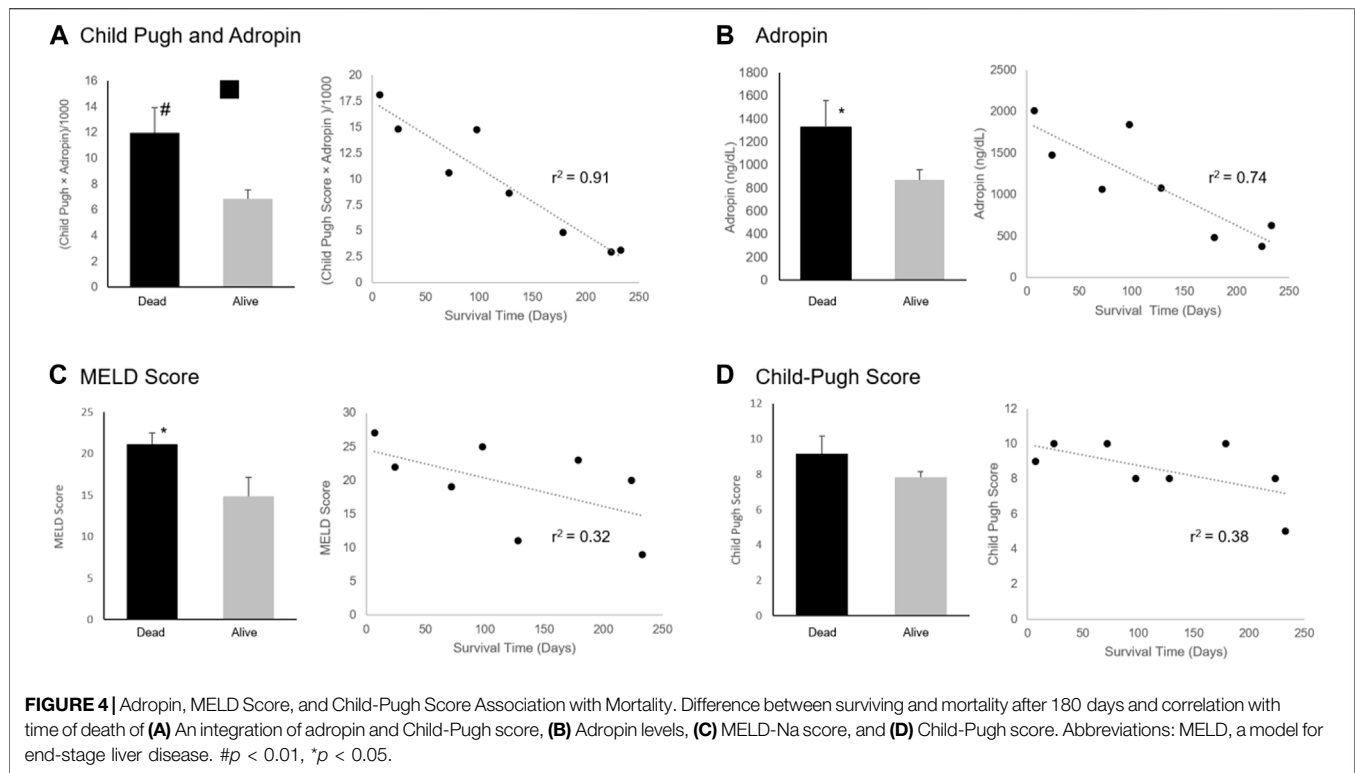 A Child Pugh and Adropin
(Child Pugh × Adropin)/1000
16
14
12
10
8
6
4
2
0
#
Dead
Alive
(Child Pugh Score × Adropin )/1000
20
17.5
15
12.5
10
7.5
5
2.5
0
r² = 0.91
0 50 100 150 200 250
Survival Time (Days)
B Adropin
Adropin (ng/dL)
1800
1600
1400
1200
1000
800
600
400
200
0
*
Dead
Alive
Adropin (ng/dL)
2500
2000
1500
1000
500
0
r² = 0.74
0 50 100 150 200 250
Survival Time (Days)
C MELD Score
MELD Score
25
20
15
10
5
0
*
Dead
Alive
MELD Score
30
25
20
15
10
5
0
r² = 0.32
0 50 100 150 200 250
Survival Time (Days)
D Child-Pugh Score
Child Pugh Score
12
10
8
6
4
2
0
Dead
Alive
Child Pugh Score
12
10
8
6
4
2
0
r² = 0.38
0 50 100 150 200 250
Survival Time (Days)
FIGURE 4 | Adropin, MELD Score, and Child-Pugh Score Association with Mortality. Difference between surviving and mortality after 180 days and correlation with
time of death of (A) An integration of adropin and Child-Pugh score, (B) Adropin levels, (C) MELD-Na score, and (D) Child-Pugh score. Abbreviations: MELD, a model for
end-stage liver disease. #p < 0.01, *p < 0.05.